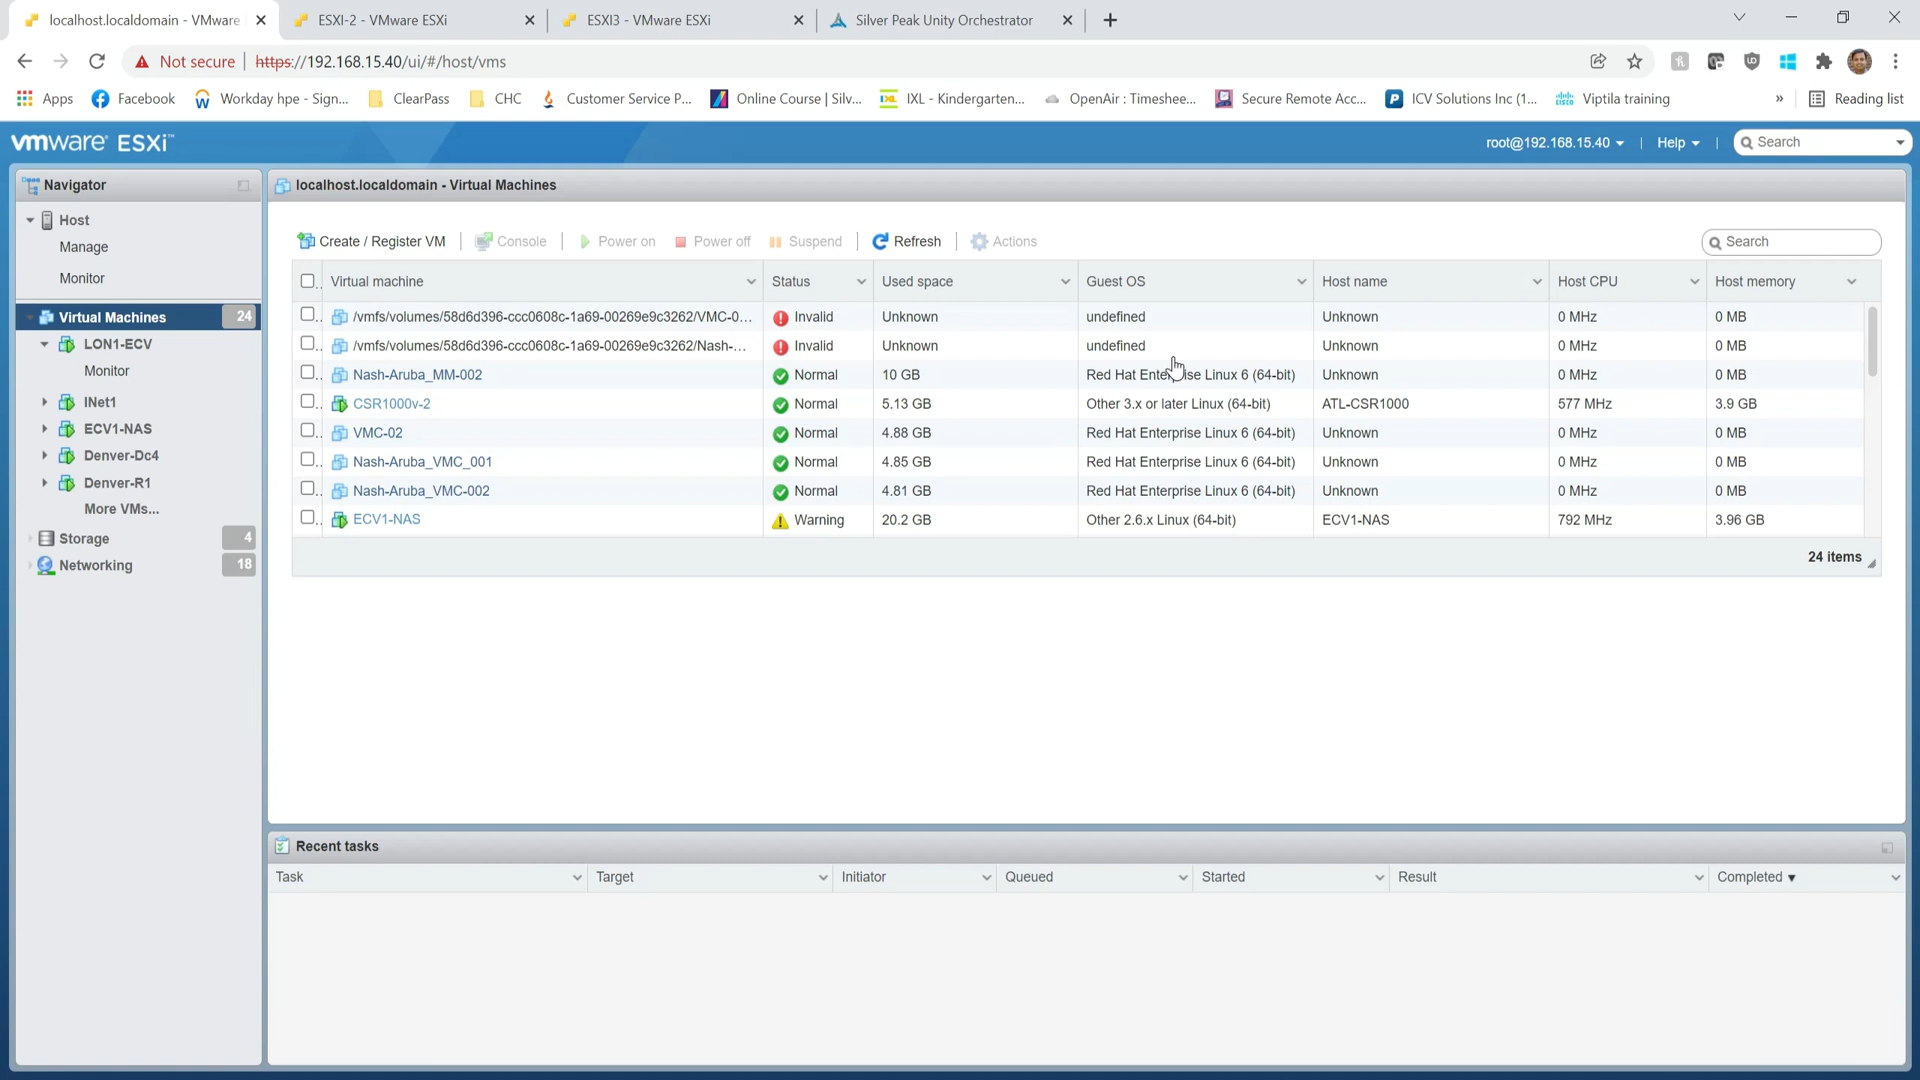 localhost.localdomain - VMware
ESXI-2 - VMware ESXi
ESXI3 - VMware ESXi
Silver Peak Unity Orchestrator
Not secure https://192.168.15.40/ui/#/host/vms
Apps Facebook Workday hpe - Sign... ClearPass CHC Customer Service P... Online Course | Silv... IXL - Kindergarten... OpenAir : Timeshee... Secure Remote Acc... ICV Solutions Inc (1... Viptila training » Reading list
vmware ESXi™
root@192.168.15.40 | Help | Search
Navigator
Host
Manage
Monitor
Virtual Machines 24
LON1-ECV
Monitor
INet1
ECV1-NAS
Denver-Dc4
Denver-R1
More VMs...
Storage 4
Networking 18
localhost.localdomain - Virtual Machines
Create / Register VM | Console | Power on Power off Suspend | Refresh | Actions
Search
Virtual machine Status Used space Guest OS Host name Host CPU Host memory
/vmfs/volumes/58d6d396-ccc0608c-1a69-00269e9c3262/VMC-0... Invalid Unknown undefined Unknown 0 MHz 0 MB
/vmfs/volumes/58d6d396-ccc0608c-1a69-00269e9c3262/Nash-... Invalid Unknown undefined Unknown 0 MHz 0 MB
Nash-Aruba_MM-002 Normal 10 GB Red Hat Enterprise Linux 6 (64-bit) Unknown 0 MHz 0 MB
CSR1000v-2 Normal 5.13 GB Other 3.x or later Linux (64-bit) ATL-CSR1000 577 MHz 3.9 GB
VMC-02 Normal 4.88 GB Red Hat Enterprise Linux 6 (64-bit) Unknown 0 MHz 0 MB
Nash-Aruba_VMC_001 Normal 4.85 GB Red Hat Enterprise Linux 6 (64-bit) Unknown 0 MHz 0 MB
Nash-Aruba_VMC-002 Normal 4.81 GB Red Hat Enterprise Linux 6 (64-bit) Unknown 0 MHz 0 MB
ECV1-NAS Warning 20.2 GB Other 2.6.x Linux (64-bit) ECV1-NAS 792 MHz 3.96 GB
24 items
Recent tasks
Task Target Initiator Queued Started Result Completed ▼